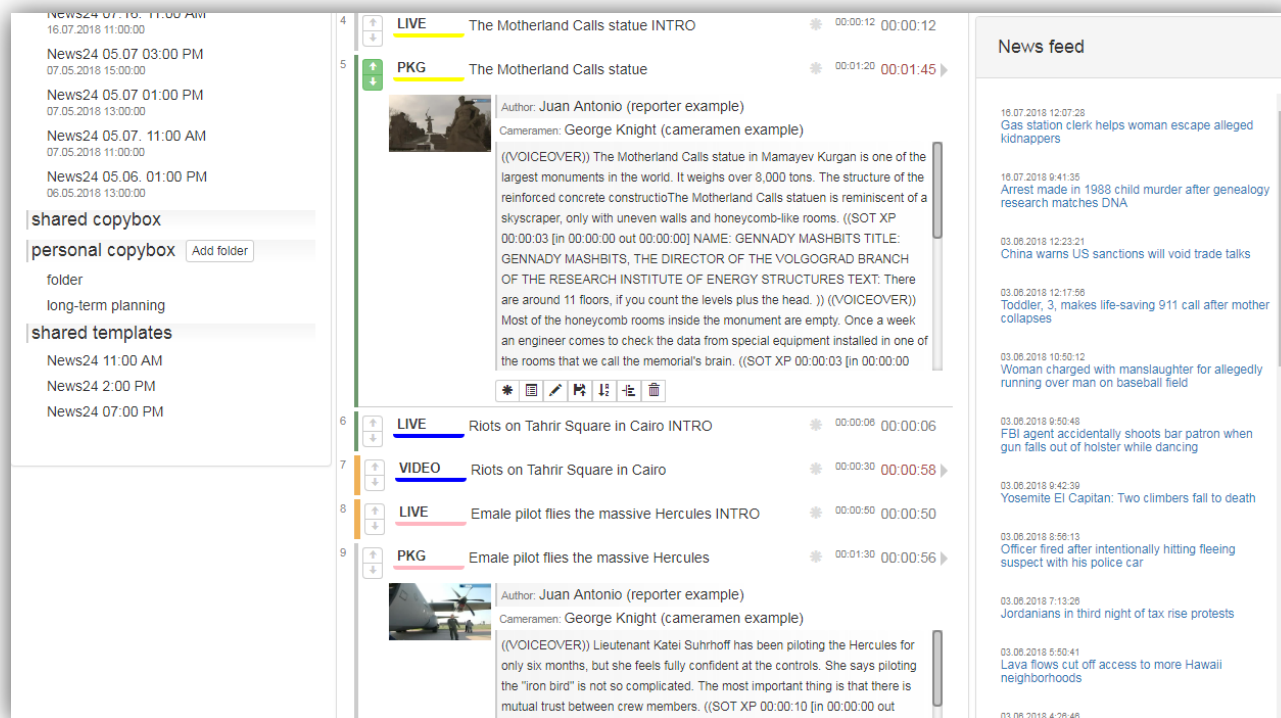 News24 07.16. 11:00 AM
16.07.2018 11:00:00
News24 05.07 03:00 PM
07.05.2018 15:00:00
News24 05.07 01:00 PM
07.05.2018 13:00:00
News24 05.07. 11:00 AM
07.05.2018 11:00:00
News24 05.06. 01:00 PM
06.05.2018 13:00:00
shared copybox
personal copybox Add folder
folder
long-term planning
shared templates
News24 11:00 AM
News24 2:00 PM
News24 07:00 PM
4 LIVE The Motherland Calls statue INTRO 00:00:12 00:00:12
5 PKG The Motherland Calls statue 00:01:20 00:01:45
Author: Juan Antonio (reporter example)
Cameramen: George Knight (cameramen example)
((VOICEOVER)) The Motherland Calls statue in Mamayev Kurgan is one of the
largest monuments in the world. It weighs over 8,000 tons. The structure of the
reinforced concrete constructioThe Motherland Calls statuen is reminiscent of a
skyscraper, only with uneven walls and honeycomb-like rooms. ((SOT XP
00:00:03 [in 00:00:00 out 00:00:00] NAME: GENNADY MASHBITS TITLE:
GENNADY MASHBITS, THE DIRECTOR OF THE VOLGOGRAD BRANCH
OF THE RESEARCH INSTITUTE OF ENERGY STRUCTURES TEXT: There
are around 11 floors, if you count the levels plus the head. )) ((VOICEOVER))
Most of the honeycomb rooms inside the monument are empty. Once a week
an engineer comes to check the data from special equipment installed in one of
the rooms that we call the memorial's brain. ((SOT XP 00:00:03 [in 00:00:00
6 LIVE Riots on Tahrir Square in Cairo INTRO 00:00:06 00:00:06
7 VIDEO Riots on Tahrir Square in Cairo 00:00:30 00:00:58
8 LIVE Emale pilot flies the massive Hercules INTRO 00:00:50 00:00:50
9 PKG Emale pilot flies the massive Hercules 00:01:30 00:00:56
Author: Juan Antonio (reporter example)
Cameramen: George Knight (cameramen example)
((VOICEOVER)) Lieutenant Katei Suhrhoff has been piloting the Hercules for
only six months, but she feels fully confident at the controls. She says piloting
the "iron bird" is not so complicated. The most important thing is that there is
mutual trust between crew members. ((SOT XP 00:00:10 [in 00:00:00 out
News feed
16.07.2018 12:07:28
Gas station clerk helps woman escape alleged
kidnappers
16.07.2018 9:41:35
Arrest made in 1988 child murder after genealogy
research matches DNA
03.06.2018 12:23:21
China warns US sanctions will void trade talks
03.06.2018 12:17:56
Toddler, 3, makes life-saving 911 call after mother
collapses
03.06.2018 10:50:12
Woman charged with manslaughter for allegedly
running over man on baseball field
03.06.2018 9:50:48
FBI agent accidentally shoots bar patron when
gun falls out of holster while dancing
03.06.2018 9:42:39
Yosemite El Capitan: Two climbers fall to death
03.06.2018 8:56:13
Officer fired after intentionally hitting fleeing
suspect with his police car
03.06.2018 7:13:26
Jordanians in third night of tax rise protests
03.06.2018 5:50:41
Lava flows cut off access to more Hawaii
neighborhoods
03.06.2018 4:26:46